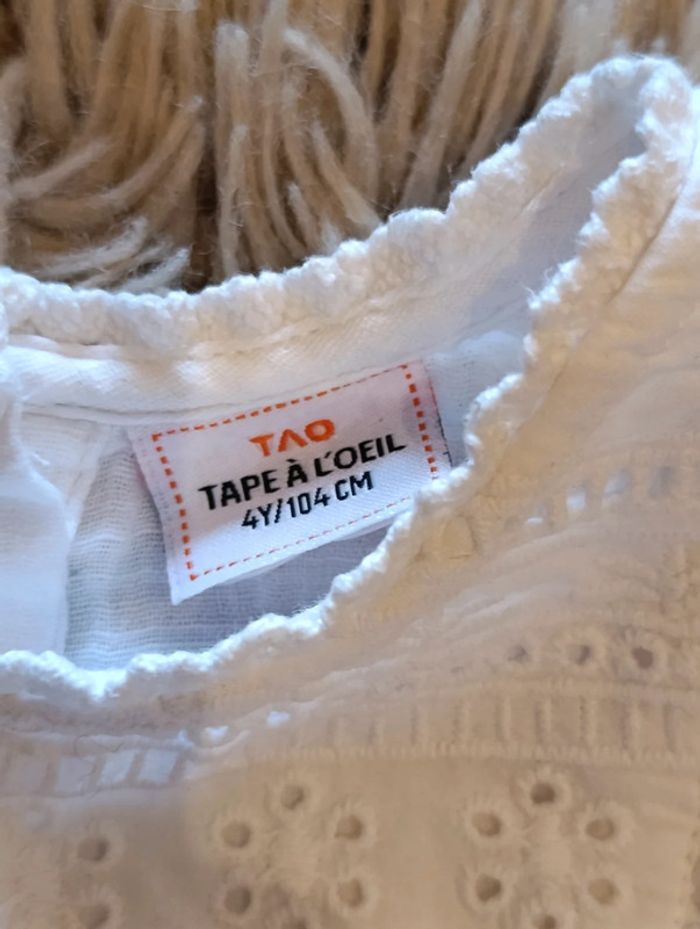 TAO
TAPE À L'OEIL
4Y/104 CM